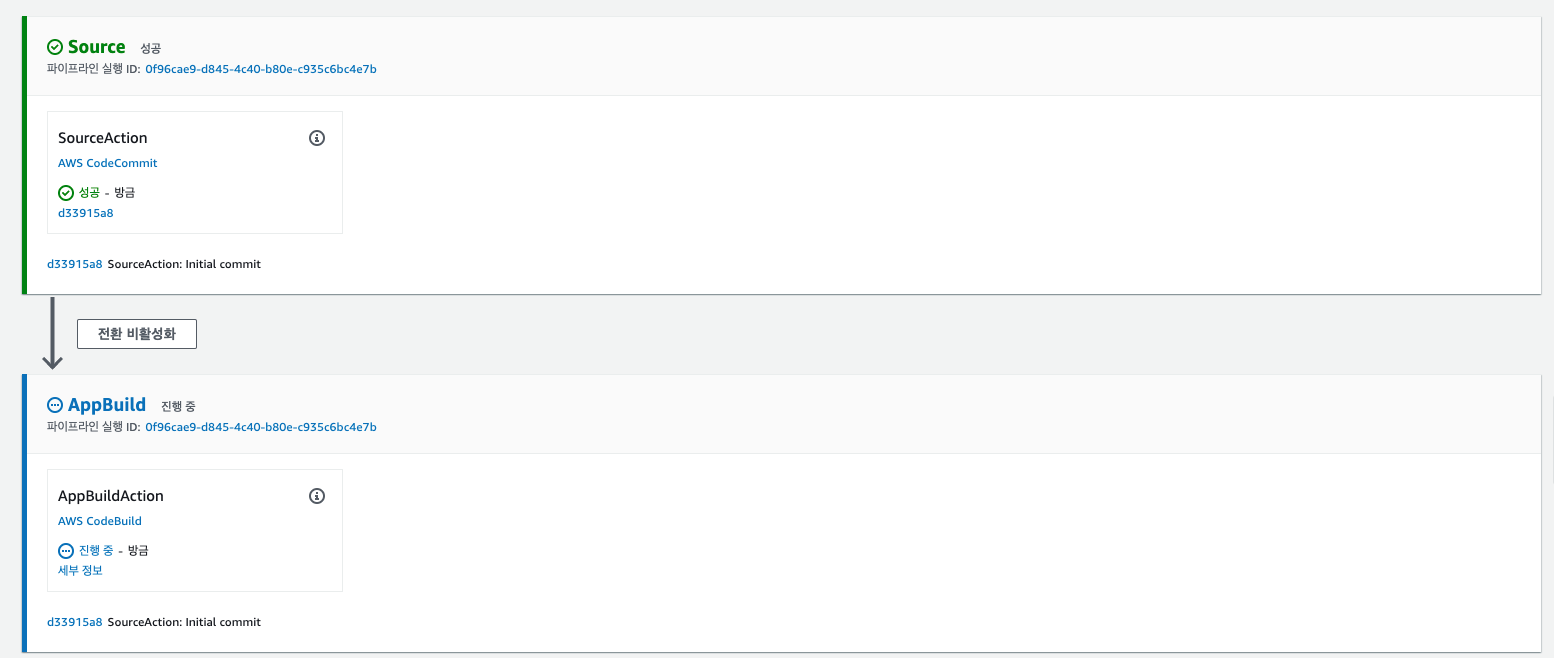 Source 성공
파이프라인 실행 ID: 0f96cae9-d845-4c40-b80e-c935c6bc4e7b
SourceAction
AWS CodeCommit
성공 - 방금
d33915a8
d33915a8 SourceAction: Initial commit
전환 비활성화
AppBuild 진행 중
파이프라인 실행 ID: 0f96cae9-d845-4c40-b80e-c935c6bc4e7b
AppBuildAction
AWS CodeBuild
진행 중 - 방금
세부 정보
d33915a8 SourceAction: Initial commit